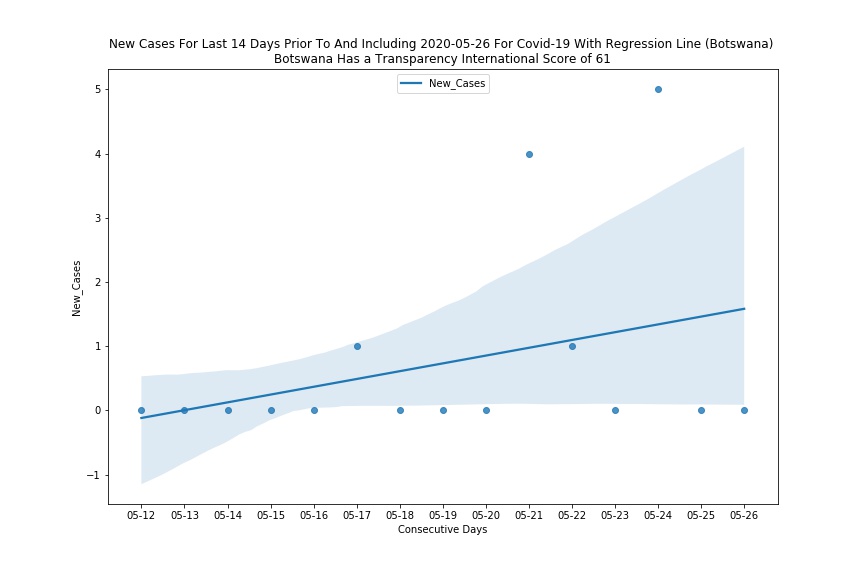 New Cases For Last 14 Days Prior To And Including 2020-05-26 For Covid-19 With Regression Line (Botswana)
Botswana Has a Transparency International Score of 61
New_Cases
5
4
3
2
1
0
−1
New_Cases
05-12 05-13 05-14 05-15 05-16 05-17 05-18 05-19 05-20 05-21 05-22 05-23 05-24 05-25 05-26
Consecutive Days